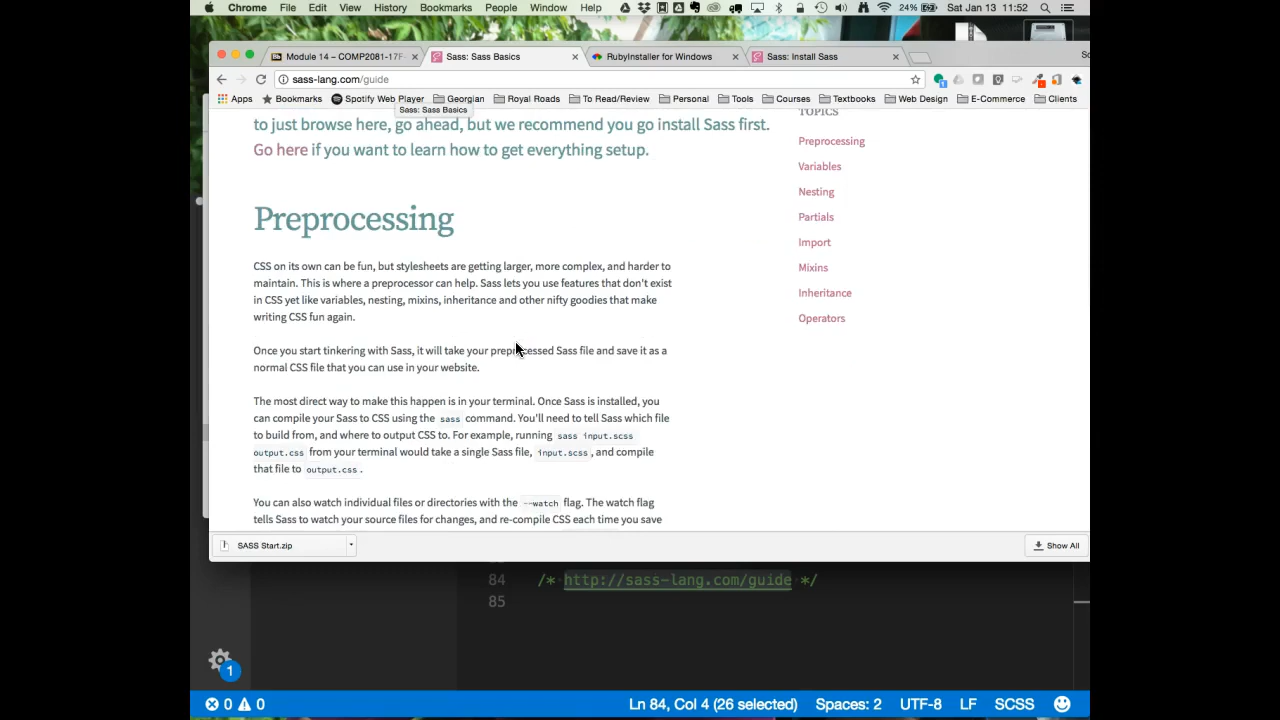 Chrome File Edit View History Bookmarks People Window Help 24% Sat Jan 13 11:52
Module 14 – COMP2081-17F- × Sass: Sass Basics × RubyInstaller for Windows × Sass: Install Sass ×
sass-lang.com/guide
Apps Bookmarks Spotify Web Player Georgian Royal Roads To Read/Review Personal Tools Courses Textbooks Web Design E-Commerce Clients
Sass: Sass Basics
to just browse here, go ahead, but we recommend you go install Sass first.
Go here if you want to learn how to get everything setup.
Preprocessing
CSS on its own can be fun, but stylesheets are getting larger, more complex, and harder to
maintain. This is where a preprocessor can help. Sass lets you use features that don't exist
in CSS yet like variables, nesting, mixins, inheritance and other nifty goodies that make
writing CSS fun again.
Once you start tinkering with Sass, it will take your preprocessed Sass file and save it as a
normal CSS file that you can use in your website.
The most direct way to make this happen is in your terminal. Once Sass is installed, you
can compile your Sass to CSS using the sass command. You'll need to tell Sass which file
to build from, and where to output CSS to. For example, running sass input.scss
output.css from your terminal would take a single Sass file, input.scss, and compile
that file to output.css.
You can also watch individual files or directories with the --watch flag. The watch flag
tells Sass to watch your source files for changes, and re-compile CSS each time you save
TOPICS
Preprocessing
Variables
Nesting
Partials
Import
Mixins
Inheritance
Operators
SASS Start.zip
Show All
84 /* http://sass-lang.com/guide */
85
1
0 0 Ln 84, Col 4 (26 selected) Spaces: 2 UTF-8 LF SCSS